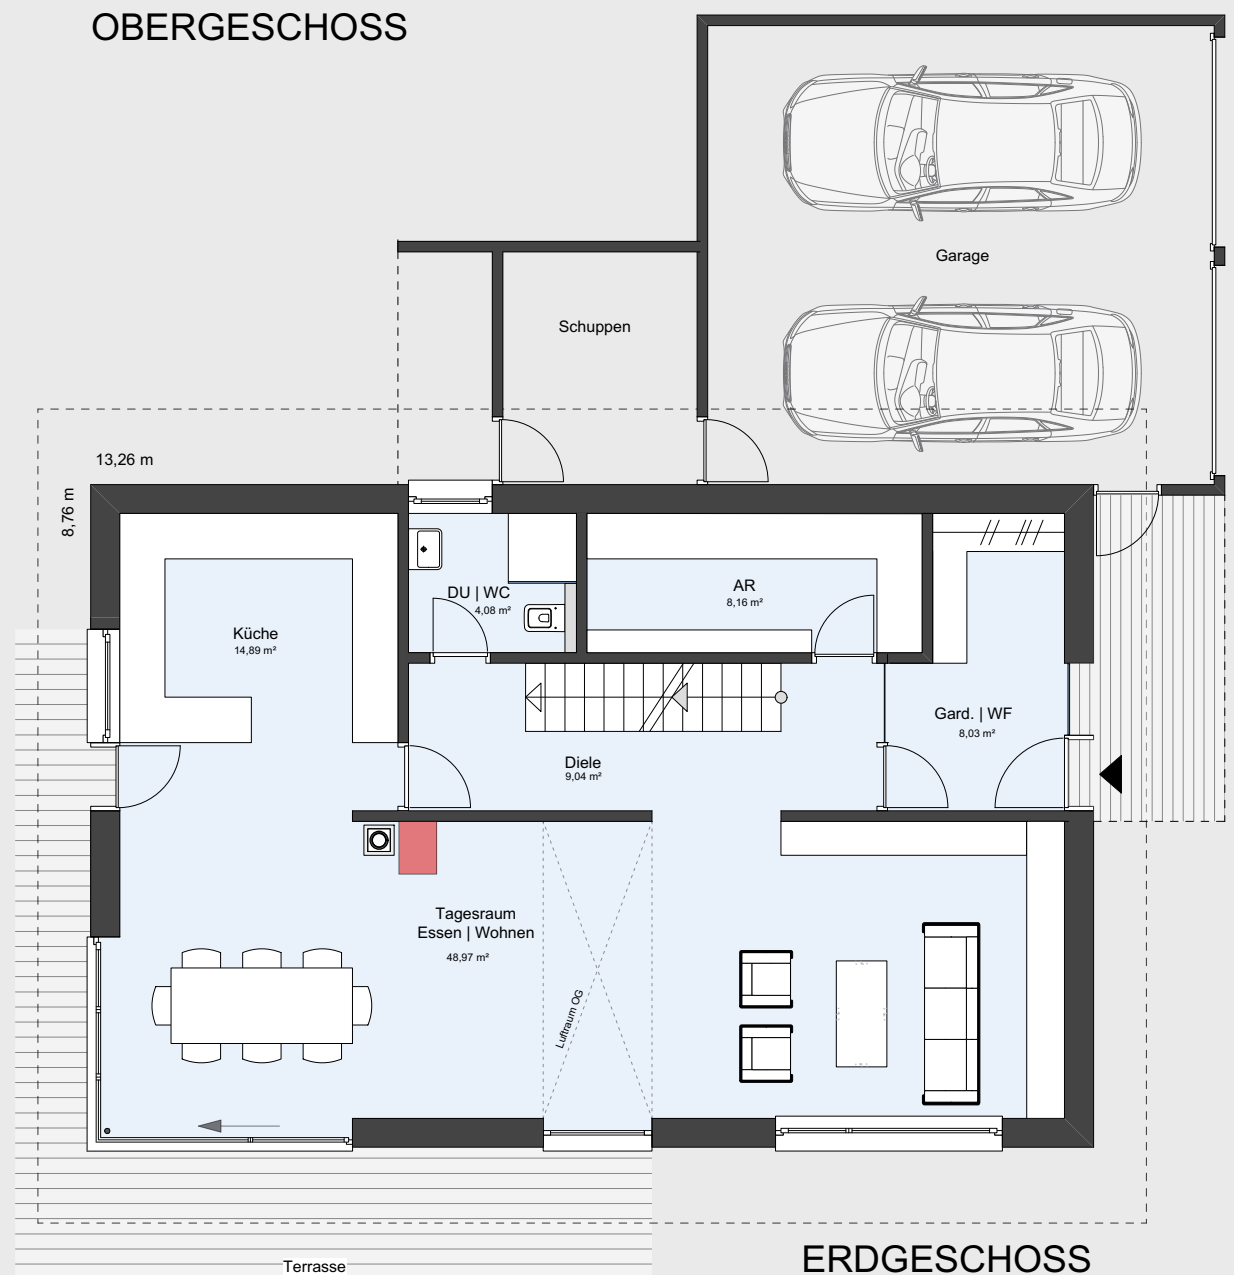 OBERGESCHOSS
Garage
Schuppen
13,26 m
8,76 m
DU | WC
4,08 m²
AR
8,16 m²
Küche
14,89 m²
Gard. | WF
8,03 m²
Diele
9,04 m²
Tagesraum
Essen | Wohnen
48,97 m²
Luftraum OG
ERDGESCHOSS
Terrasse